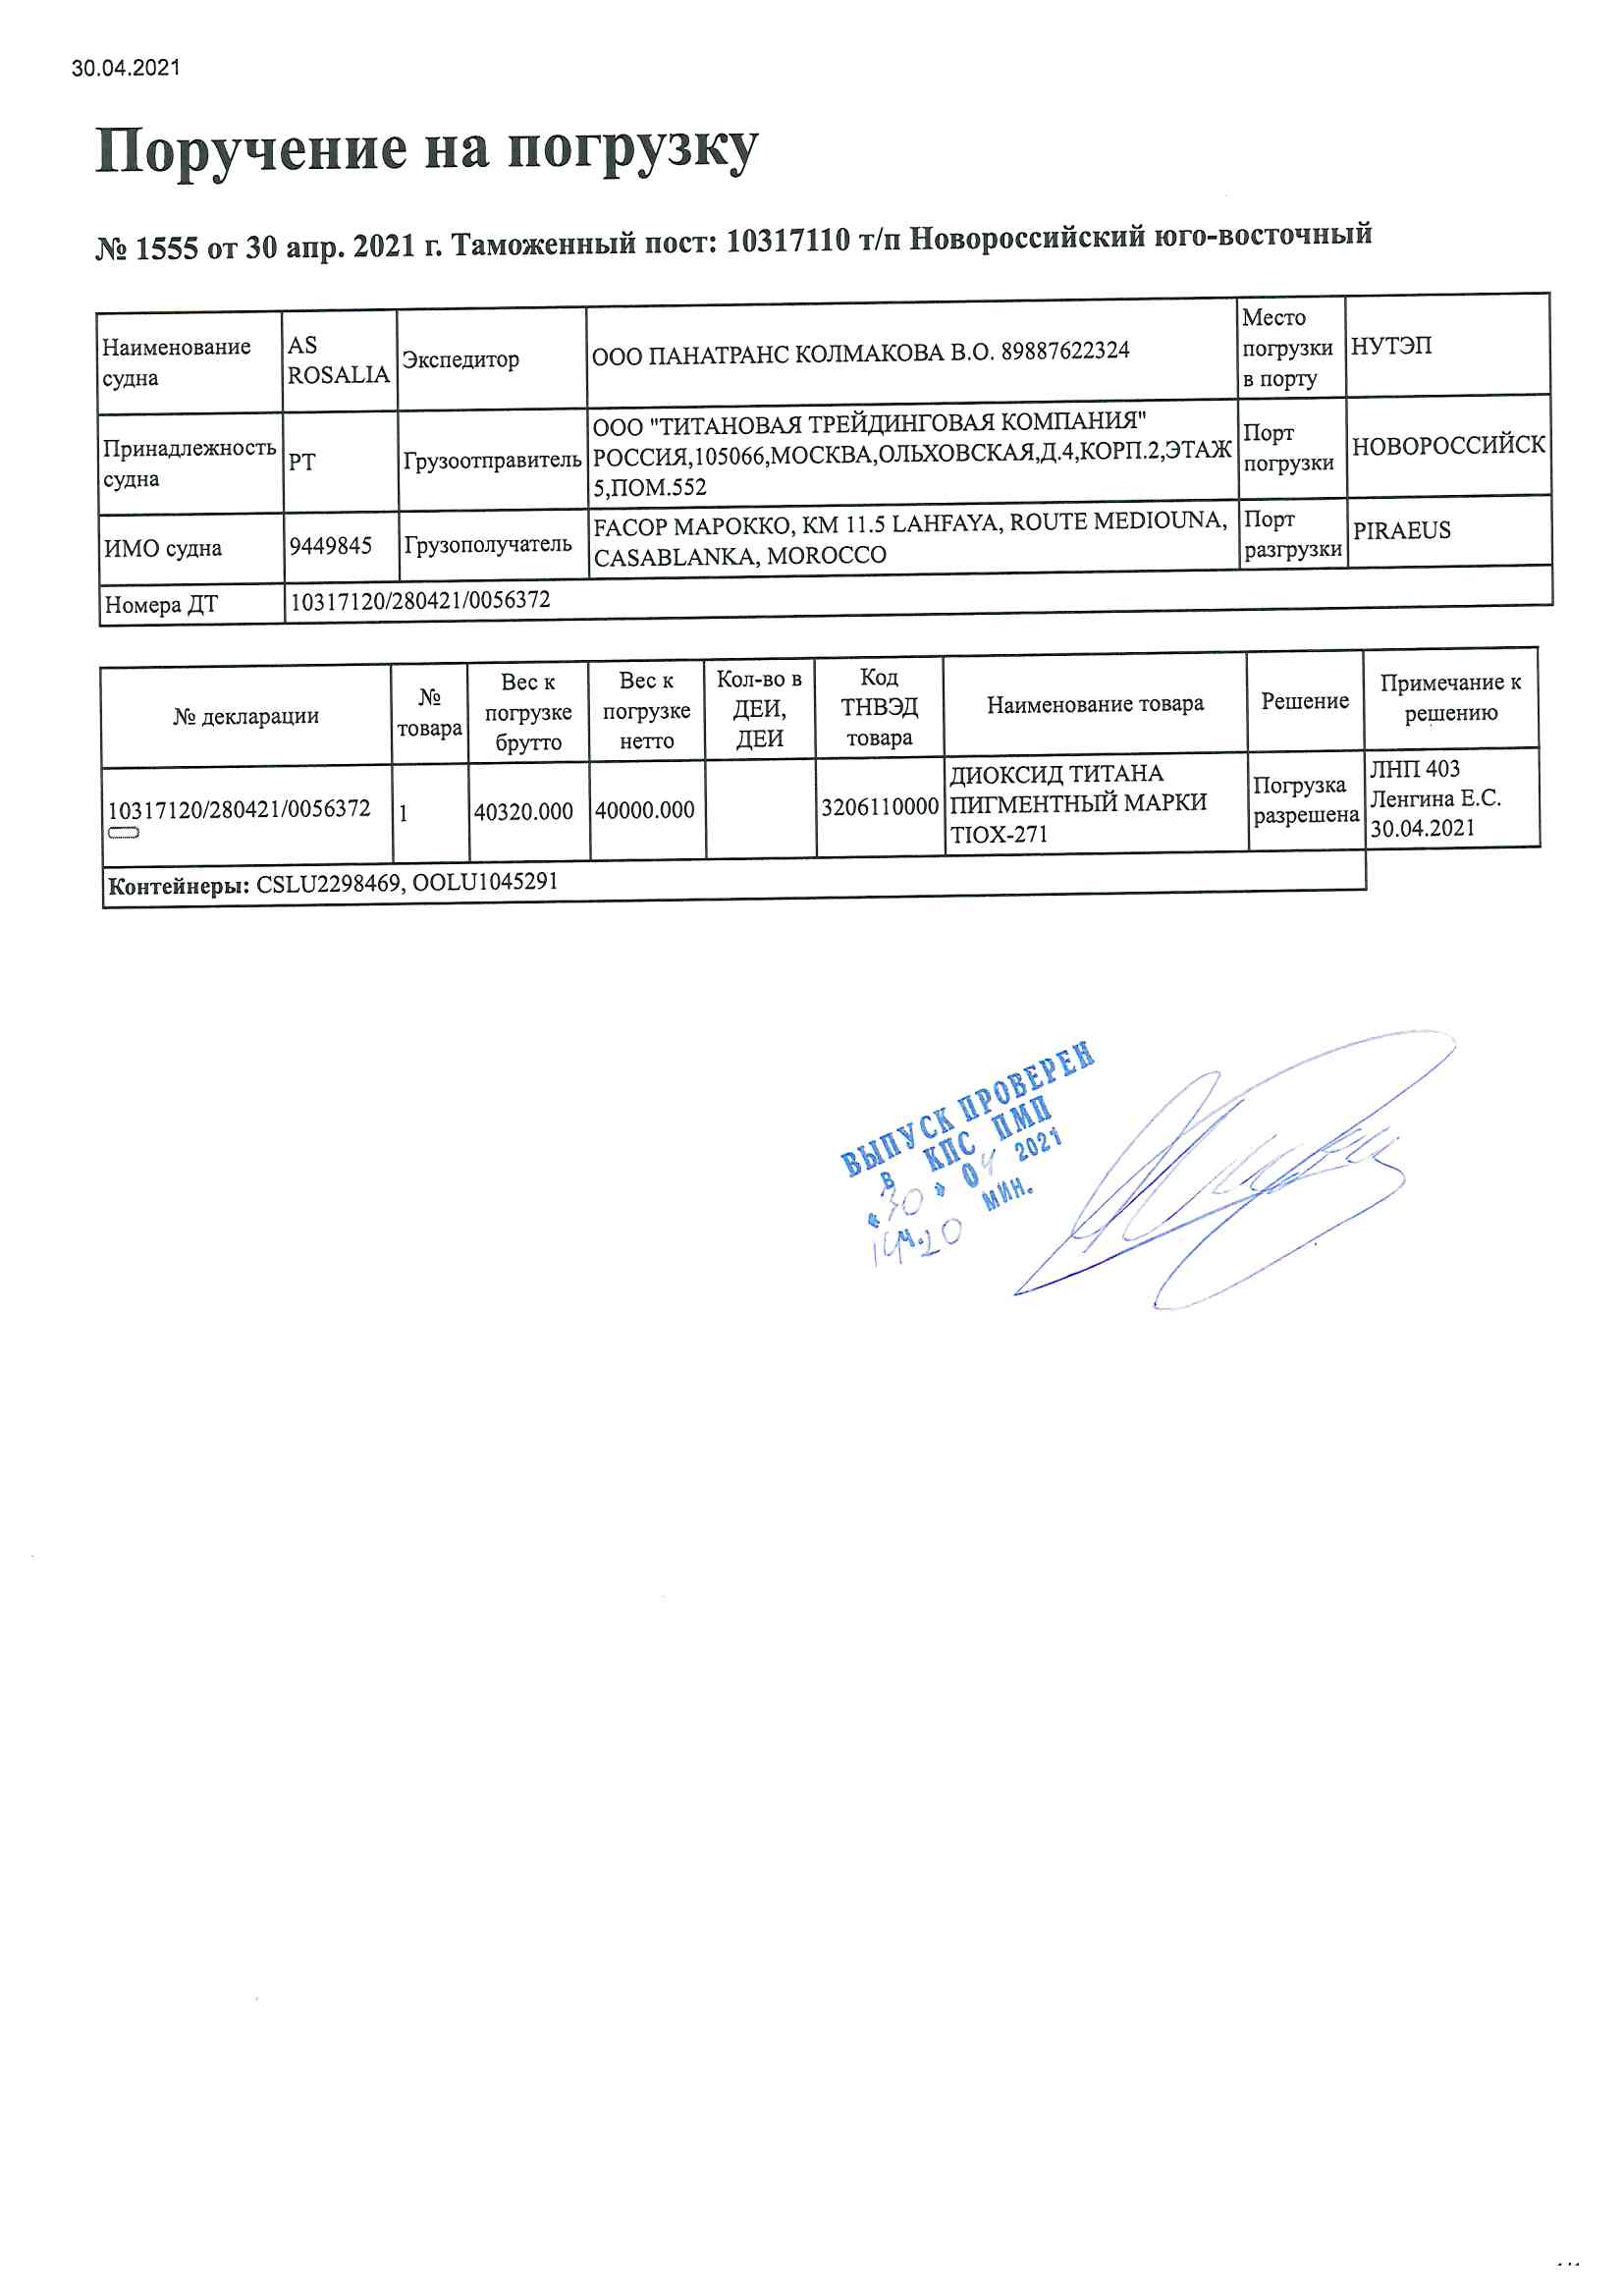 30.04.2021
Поручение на погрузку
№ 1555 от 30 апр. 2021 г. Таможенный пост: 10317110 т/п Новороссийский юго-восточный
Наименование судна
AS ROSALIA
Экспедитор
ООО ПАНАТРАНС КОЛМАКОВА В.О. 89887622324
Место погрузки в порту
НУТЭП
Принадлежность судна
PT
Грузоотправитель
ООО "ТИТАНОВАЯ ТРЕЙДИНГОВАЯ КОМПАНИЯ"
РОССИЯ,105066,МОСКВА,ОЛЬХОВСКАЯ,Д.4,КОРП.2,ЭТАЖ
5,ПОМ.552
Порт погрузки
НОВОРОССИЙСК
ИМО судна
9449845
Грузополучатель
FACOP МАРОККО, KM 11.5 LAHFAYA, ROUTE MEDIOUNA,
CASABLANKA, MOROCCO
Порт разгрузки
PIRAEUS
Номера ДТ
10317120/280421/0056372
№ декларации
№ товара
Вес к погрузке брутто
Вес к погрузке нетто
Кол-во в ДЕИ, ДЕИ
Код ТНВЭД товара
Наименование товара
Решение
Примечание к решению
10317120/280421/0056372
1
40320.000
40000.000
3206110000
ДИОКСИД ТИТАНА
ПИГМЕНТНЫЙ МАРКИ
TIOX-271
Погрузка разрешена
ЛНП 403
Ленгина Е.С.
30.04.2021
Контейнеры: CSLU2298469, OOLU1045291
ВЫПУСК ПРОВЕРЕН
в КПС ПМП
«30» 04 2021
14 ч. 20 МИН.